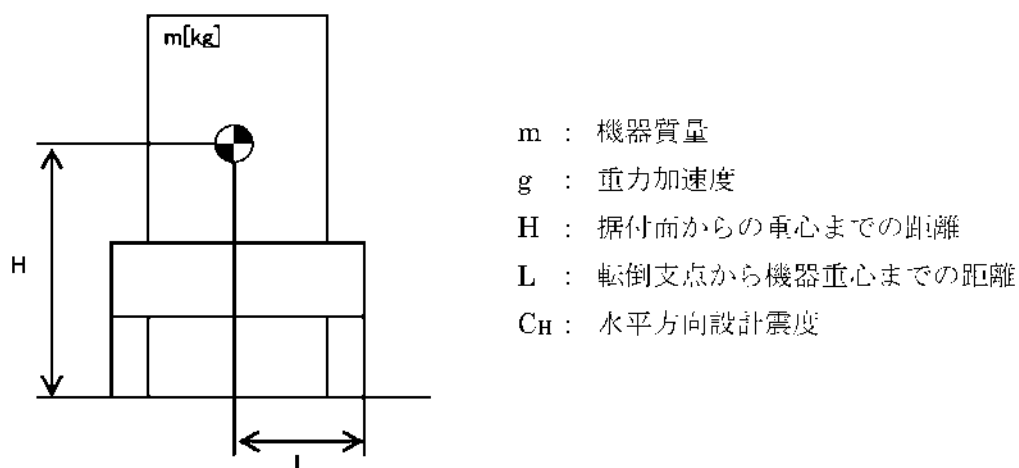 m[kg]
H
L
m : 機器質量
g : 重力加速度
H : 据付面からの重心までの距離
L : 転倒支点から機器重心までの距離
CH : 水平方向設計震度